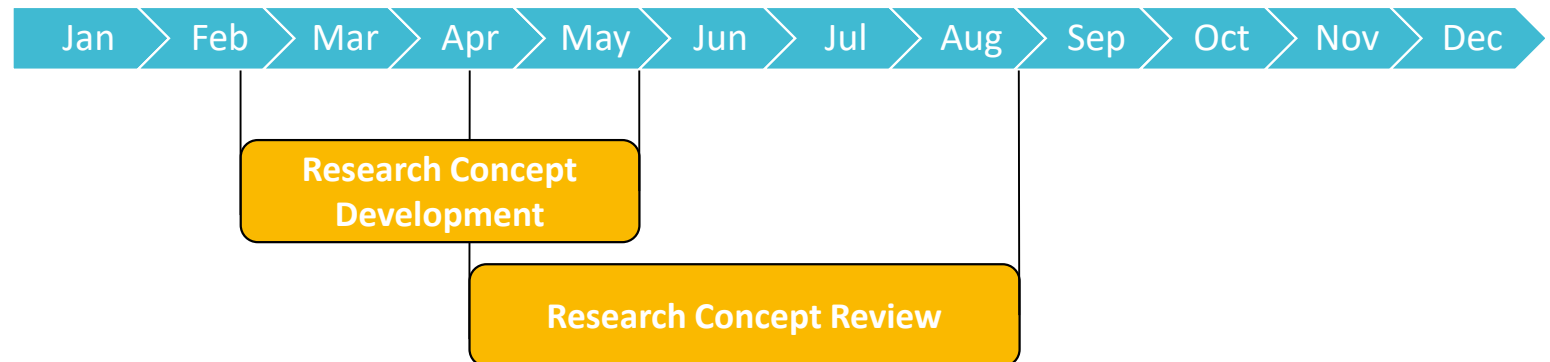 Jan Feb Mar Apr May Jun Jul Aug Sep Oct Nov Dec
Research Concept
Development
Research Concept Review